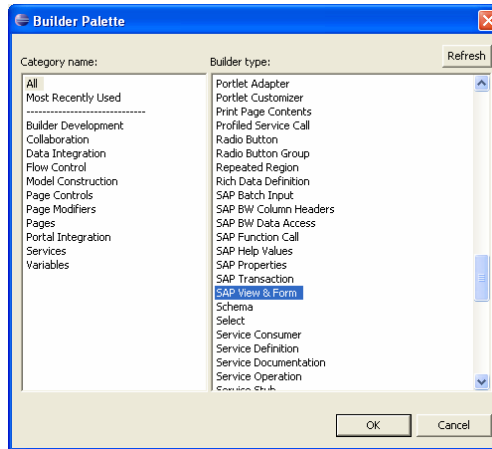 Builder Palette
Category name:
Builder type:
Refresh
All
Most Recently Used
------------------------------
Builder Development
Collaboration
Data Integration
Flow Control
Model Construction
Page Controls
Page Modifiers
Pages
Portal Integration
Services
Variables
Portlet Adapter
Portlet Customizer
Print Page Contents
Profiled Service Call
Radio Button
Radio Button Group
Repeated Region
Rich Data Definition
SAP Batch Input
SAP BW Column Headers
SAP BW Data Access
SAP Function Call
SAP Help Values
SAP Properties
SAP Transaction
SAP View & Form
Schema
Select
Service Consumer
Service Definition
Service Documentation
Service Operation
Service Stub
OK
Cancel